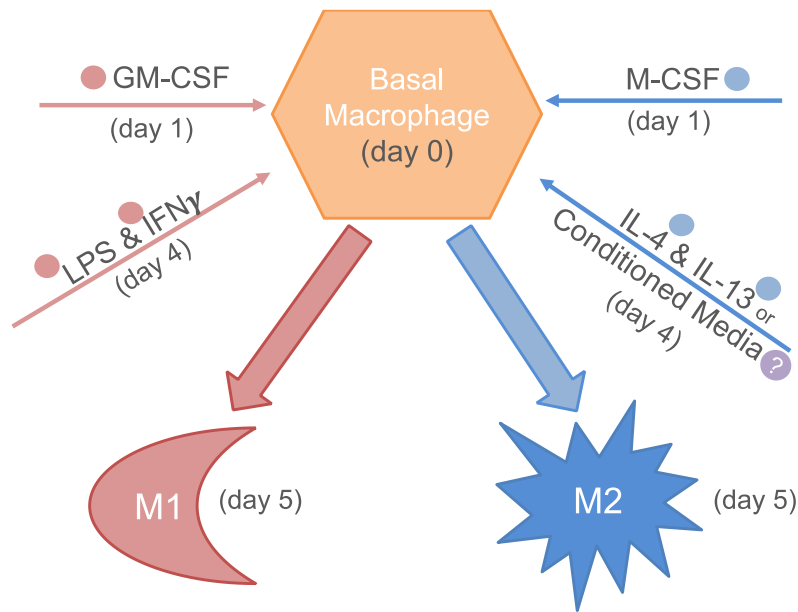 GM-CSF
(day 1)
LPS & IFNγ
(day 4)
Basal
Macrophage
(day 0)
M-CSF
(day 1)
IL-4 & IL-13 or
Conditioned Media
?
(day 4)
M1
(day 5)
M2
(day 5)